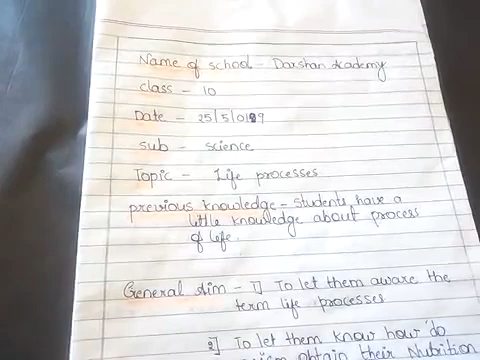 Name of school - Darshan Academy
class - 10
Date - 25/5/019
sub - science
Topic - Life processes
previous knowledge - students have a
little knowledge about process
of life.
General Aim - 1] To let them aware the
term life processes
2] To let them know how do
obtain their Nutrition